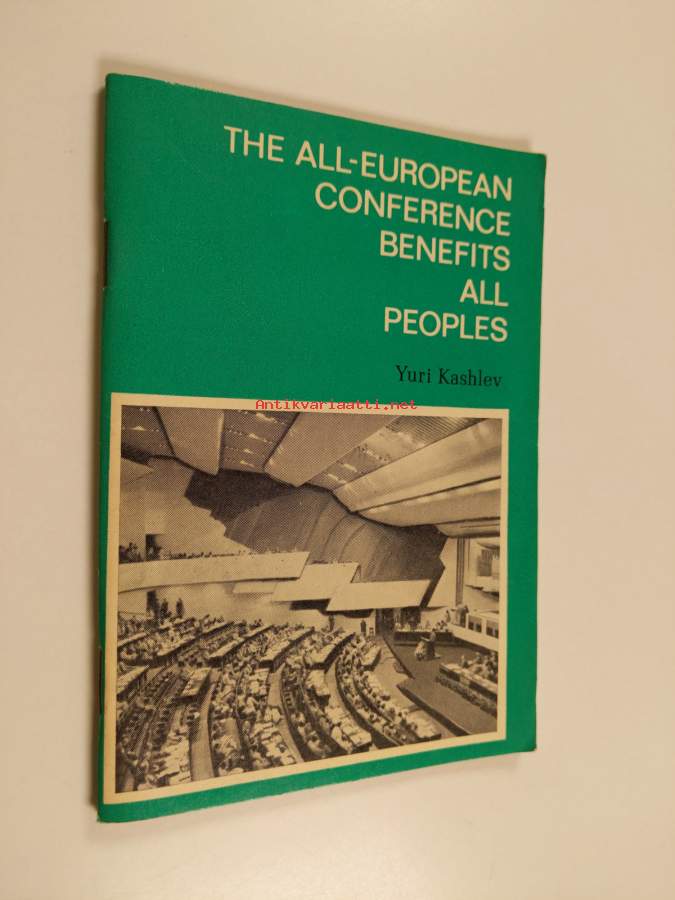 THE ALL-EUROPEAN
CONFERENCE
BENEFITS
ALL
PEOPLES
Yuri Kashlev
Antikvariaatti.net